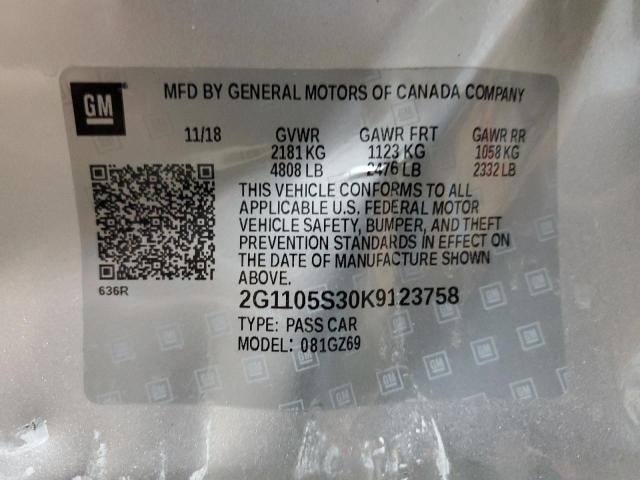 GM
MFD BY GENERAL MOTORS OF CANADA COMPANY
11/18 GVWR GAWR FRT GAWR RR
2181 KG 1123 KG 1058 KG
4808 LB 2476 LB 2332 LB
THIS VEHICLE CONFORMS TO ALL
APPLICABLE U.S. FEDERAL MOTOR
VEHICLE SAFETY, BUMPER, AND THEFT
PREVENTION STANDARDS IN EFFECT ON
THE DATE OF MANUFACTURE SHOWN
ABOVE.
636R
2G1105S30K9123758
TYPE: PASS CAR
MODEL: 081GZ69